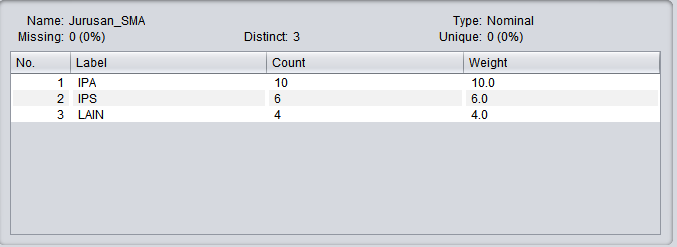 Name: Jurusan_SMA Type: Nominal
Missing: 0 (0%) Distinct: 3 Unique: 0 (0%)
No. Label Count Weight
1 IPA 10 10.0
2 IPS 6 6.0
3 LAIN 4 4.0